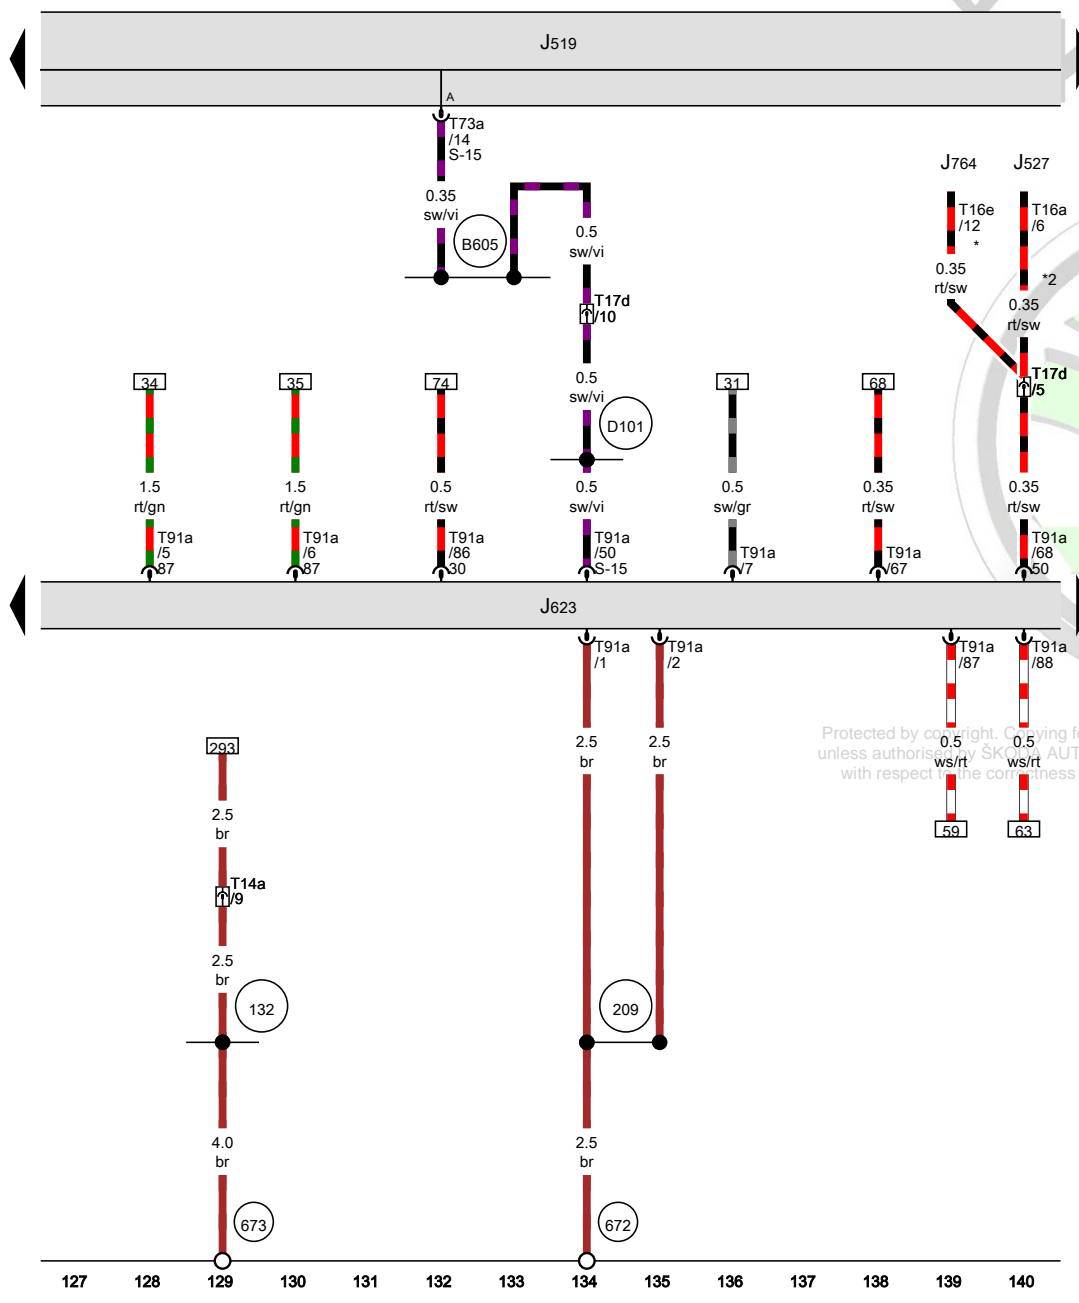 J519
A
T73a
/14
S-15
0.35
sw/vi
B605
0.5
sw/vi
T17d
/10
0.5
sw/vi
D101
J764
J527
T16e
/12
*
T16a
/6
0.35
rt/sw
*2
0.35
rt/sw
T17d
/5
34
35
74
31
68
1.5
rt/gn
1.5
rt/gn
0.5
rt/sw
0.5
sw/vi
0.5
sw/gr
0.35
rt/sw
0.35
rt/sw
T91a
/5
87
T91a
/6
87
T91a
/86
30
T91a
/50
S-15
T91a
/7
T91a
/67
T91a
/68
50
J623
T91a
/1
T91a
/2
T91a
/87
T91a
/88
293
2.5
br
2.5
br
2.5
br
0.5
ws/rt
0.5
ws/rt
Protected by copyright. Copying f
unless authorised by ŠKODA AUT
with respect to the correctness
59
63
T14a
/9
2.5
br
132
209
4.0
br
2.5
br
673
672
127 128 129 130 131 132 133 134 135 136 137 138 139 140